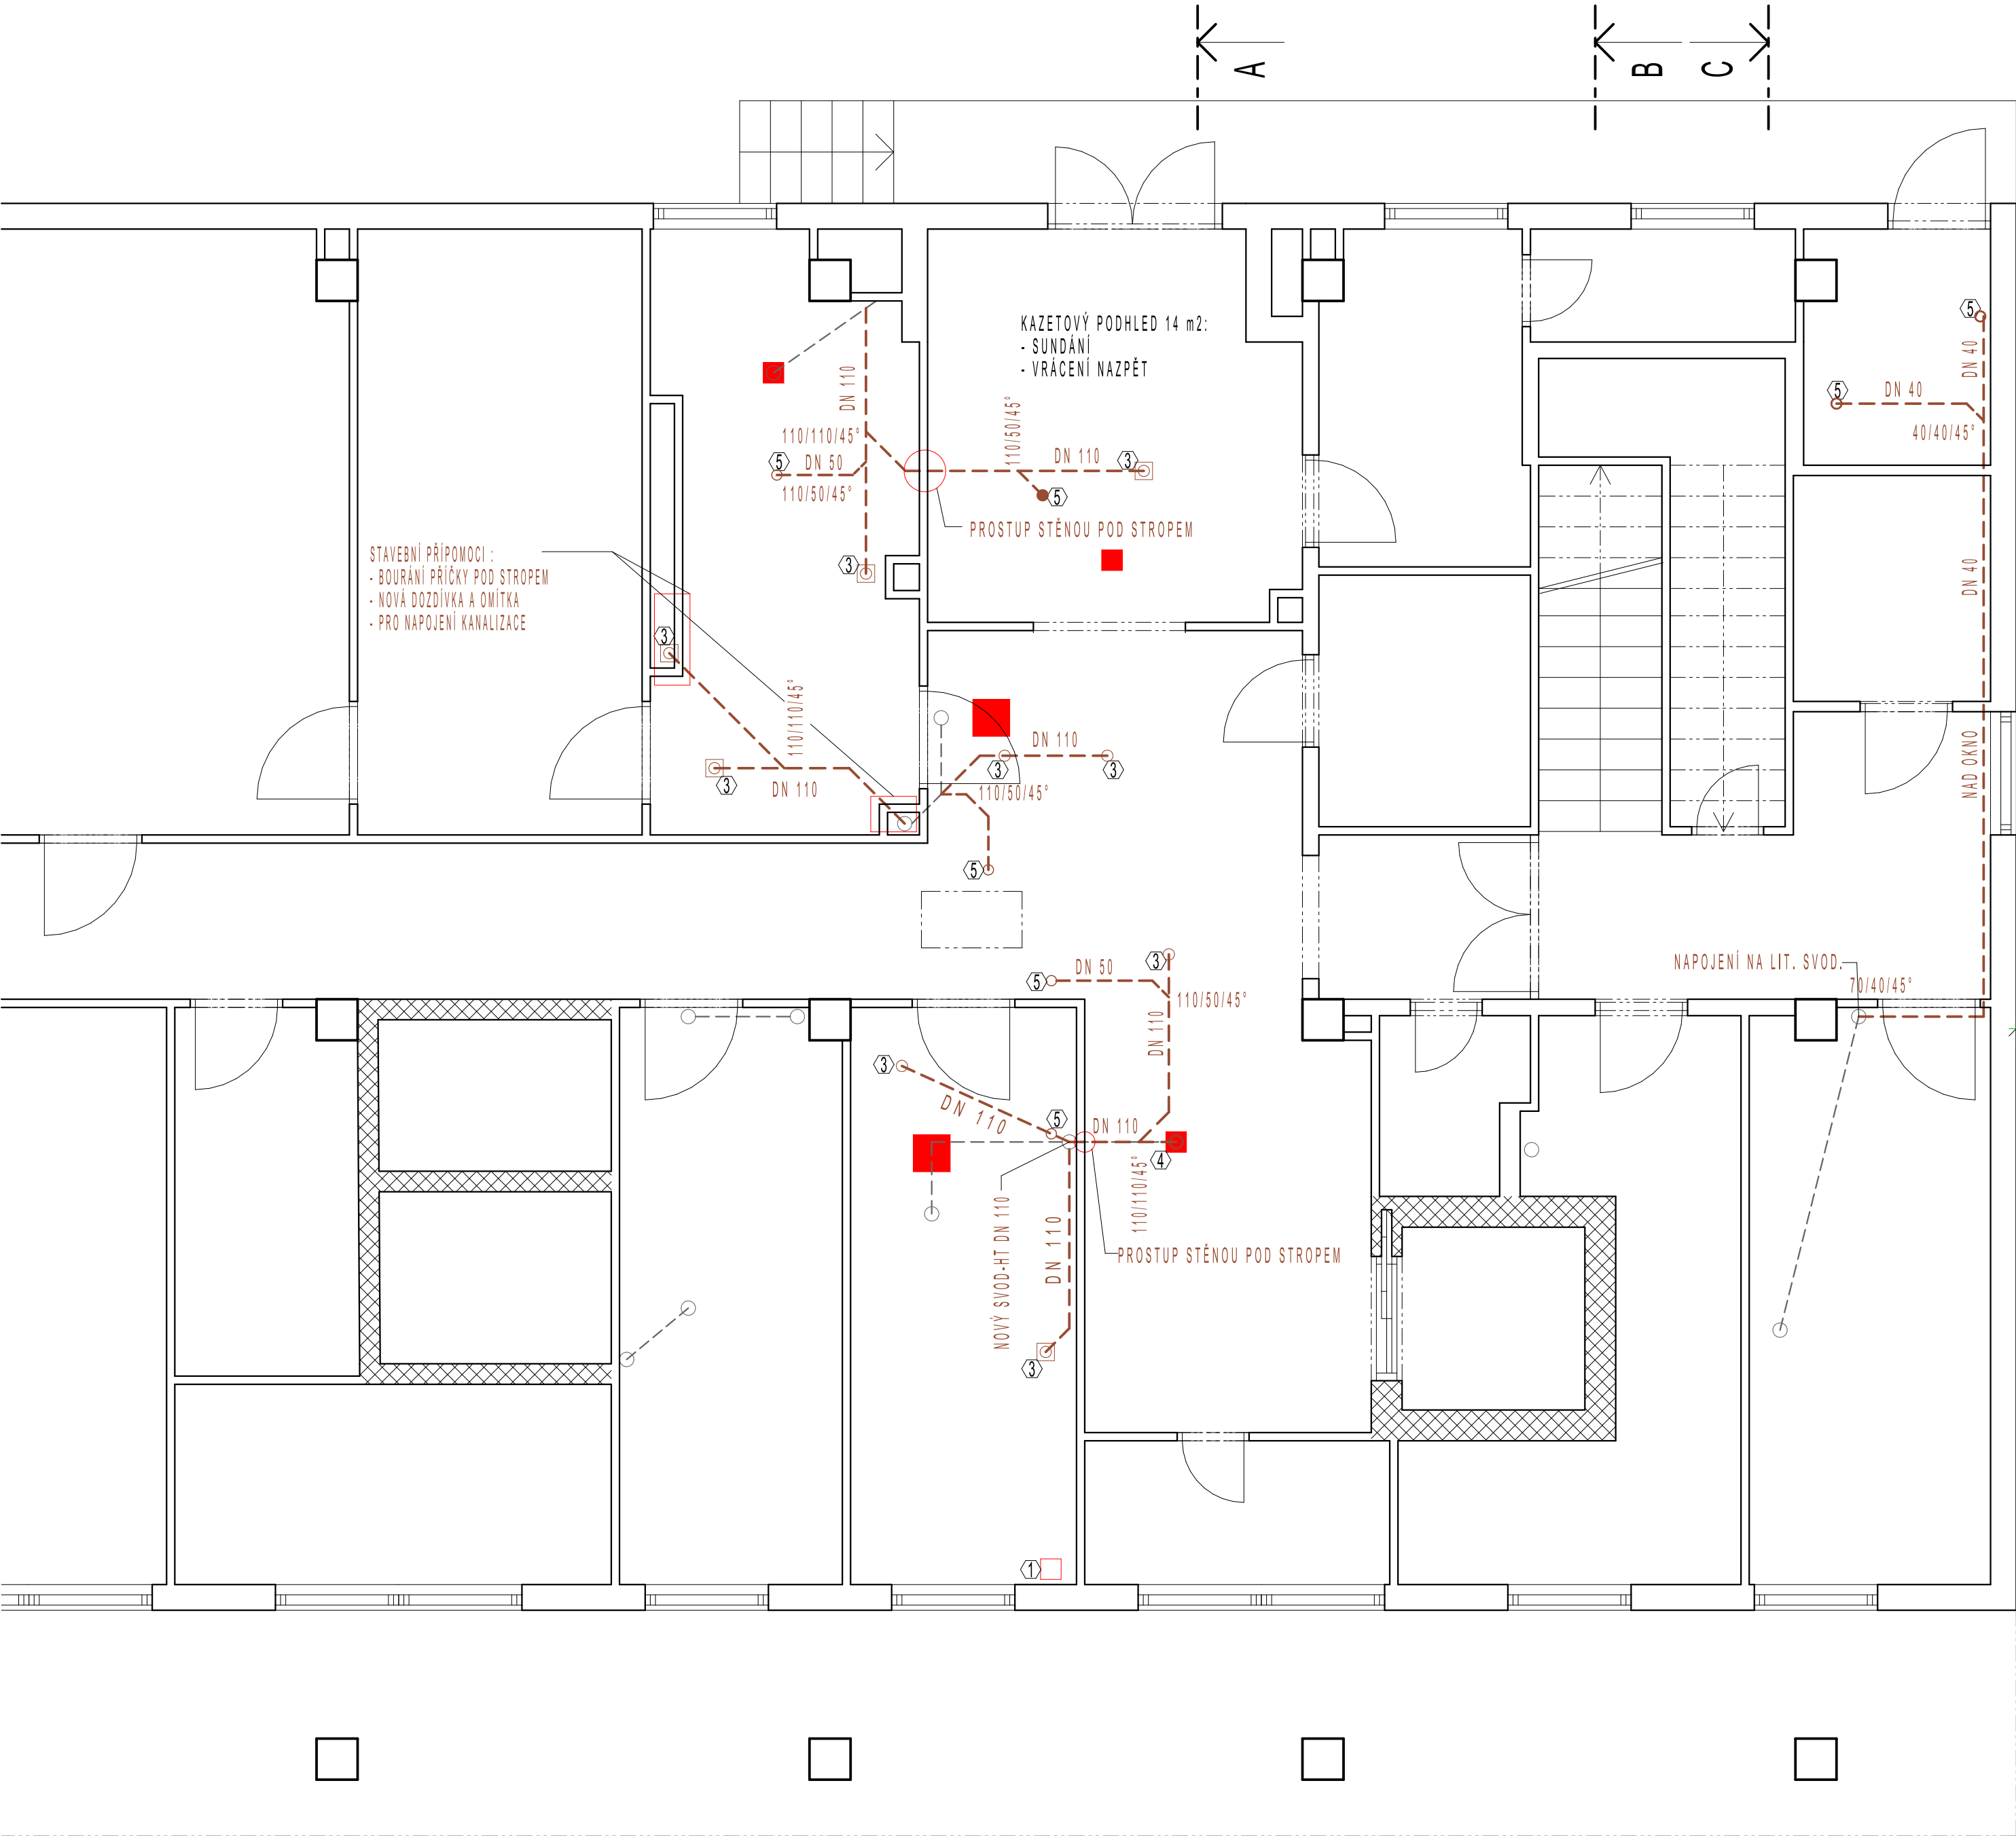 A
B
C
KAZETOVÝ PODHLED 14 m2:
- SUNDÁNÍ
- VRÁCENÍ NAZPĚT
5
DN 40
5
DN 40
40/40/45°
DN 110
110/110/45°
5
DN 50
110/50/45°
110/50/45°
DN 110
3
5
PROSTUP STĚNOU POD STROPEM
3
STAVEBNÍ PŘÍPOMOCI :
- BOURÁNÍ PŘÍČKY POD STROPEM
- NOVÁ DOZDÍVKA A OMÍTKA
- PRO NAPOJENÍ KANALIZACE
DN 40
3
110/110/45°
DN 110
3
DN 110
3
3
110/50/45°
NAD OKNO
5
3
5
DN 50
110/50/45°
DN 110
NAPOJENÍ NA LIT. SVOD.
70/40/45°
3
DN 110
5
DN 110
4
110/110/45°
NOVÝ SVOD-HT DN 110
DN 110
PROSTUP STĚNOU POD STROPEM
3
1